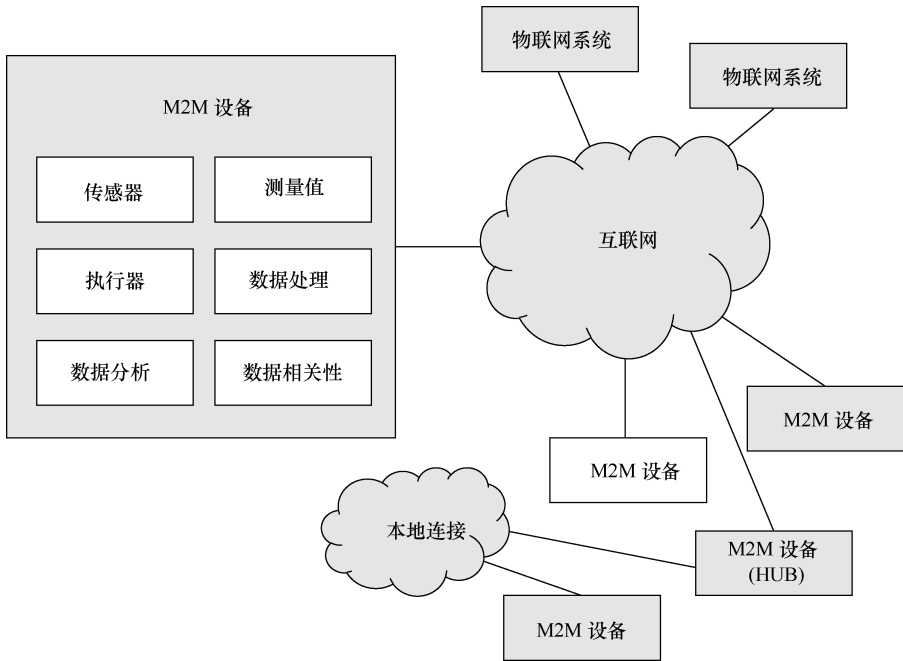 物联网系统
物联网系统
M2M 设备
传感器
测量值
执行器
数据处理
数据分析
数据相关性
互联网
M2M 设备
M2M 设备
本地连接
M2M 设备
(HUB)
M2M 设备